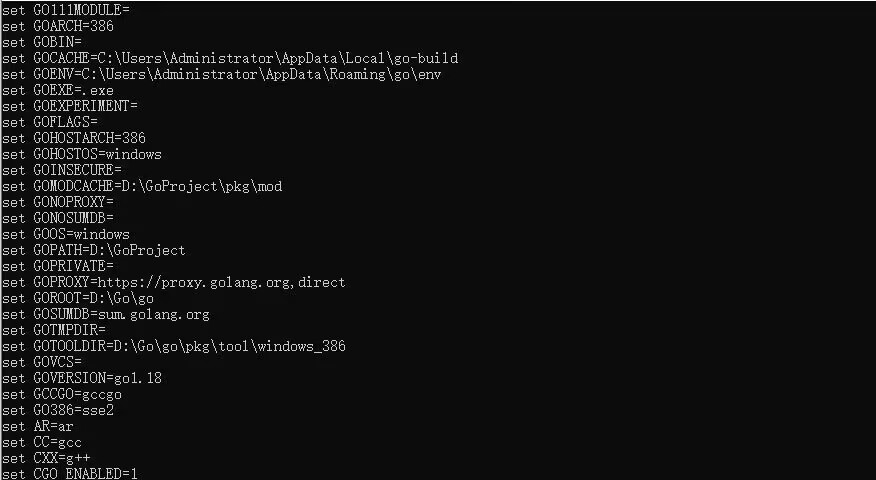 set GO111MODULE=
set GOARCH=386
set GOBIN=
set GOCACHE=C:\Users\Administrator\AppData\Local\go-build
set GOENV=C:\Users\Administrator\AppData\Roaming\go\env
set GOEXE=.exe
set GOEXPERIMENT=
set GOFLAGS=
set GOHOSTARCH=386
set GOHOSTOS=windows
set GOINSECURE=
set GOMODCACHE=D:\GoProject\pkg\mod
set GONOPROXY=
set GONOSUMDB=
set GOOS=windows
set GOPATH=D:\GoProject
set GOPRIVATE=
set GOPROXY=https://proxy.golang.org,direct
set GOROOT=D:\Go\go
set GOSUMDB=sum.golang.org
set GOTMPDIR=
set GOTOOLDIR=D:\Go\go\pkg\tool\windows_386
set GOVCS=
set GOVERSION=go1.18
set GCCGO=gccgo
set GO386=sse2
set AR=ar
set CC=gcc
set CXX=g++
set CGO_ENABLED=1